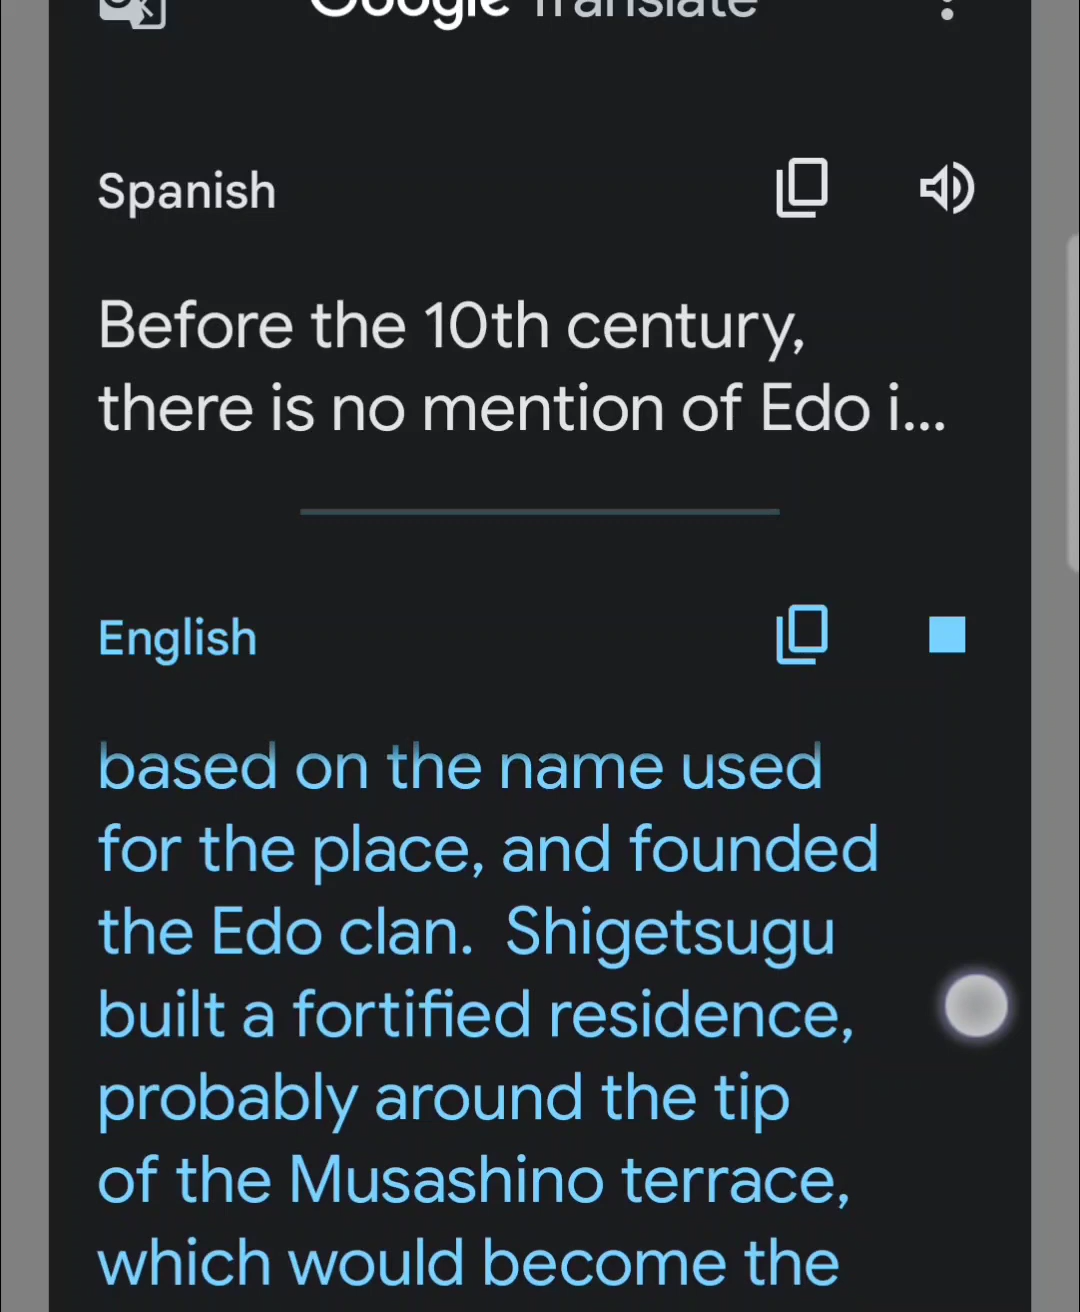 Google Translate
Spanish
Before the 10th century,
there is no mention of Edo i...
English
based on the name used
for the place, and founded
the Edo clan.  Shigetsugu
built a fortified residence,
probably around the tip
of the Musashino terrace,
which would become the